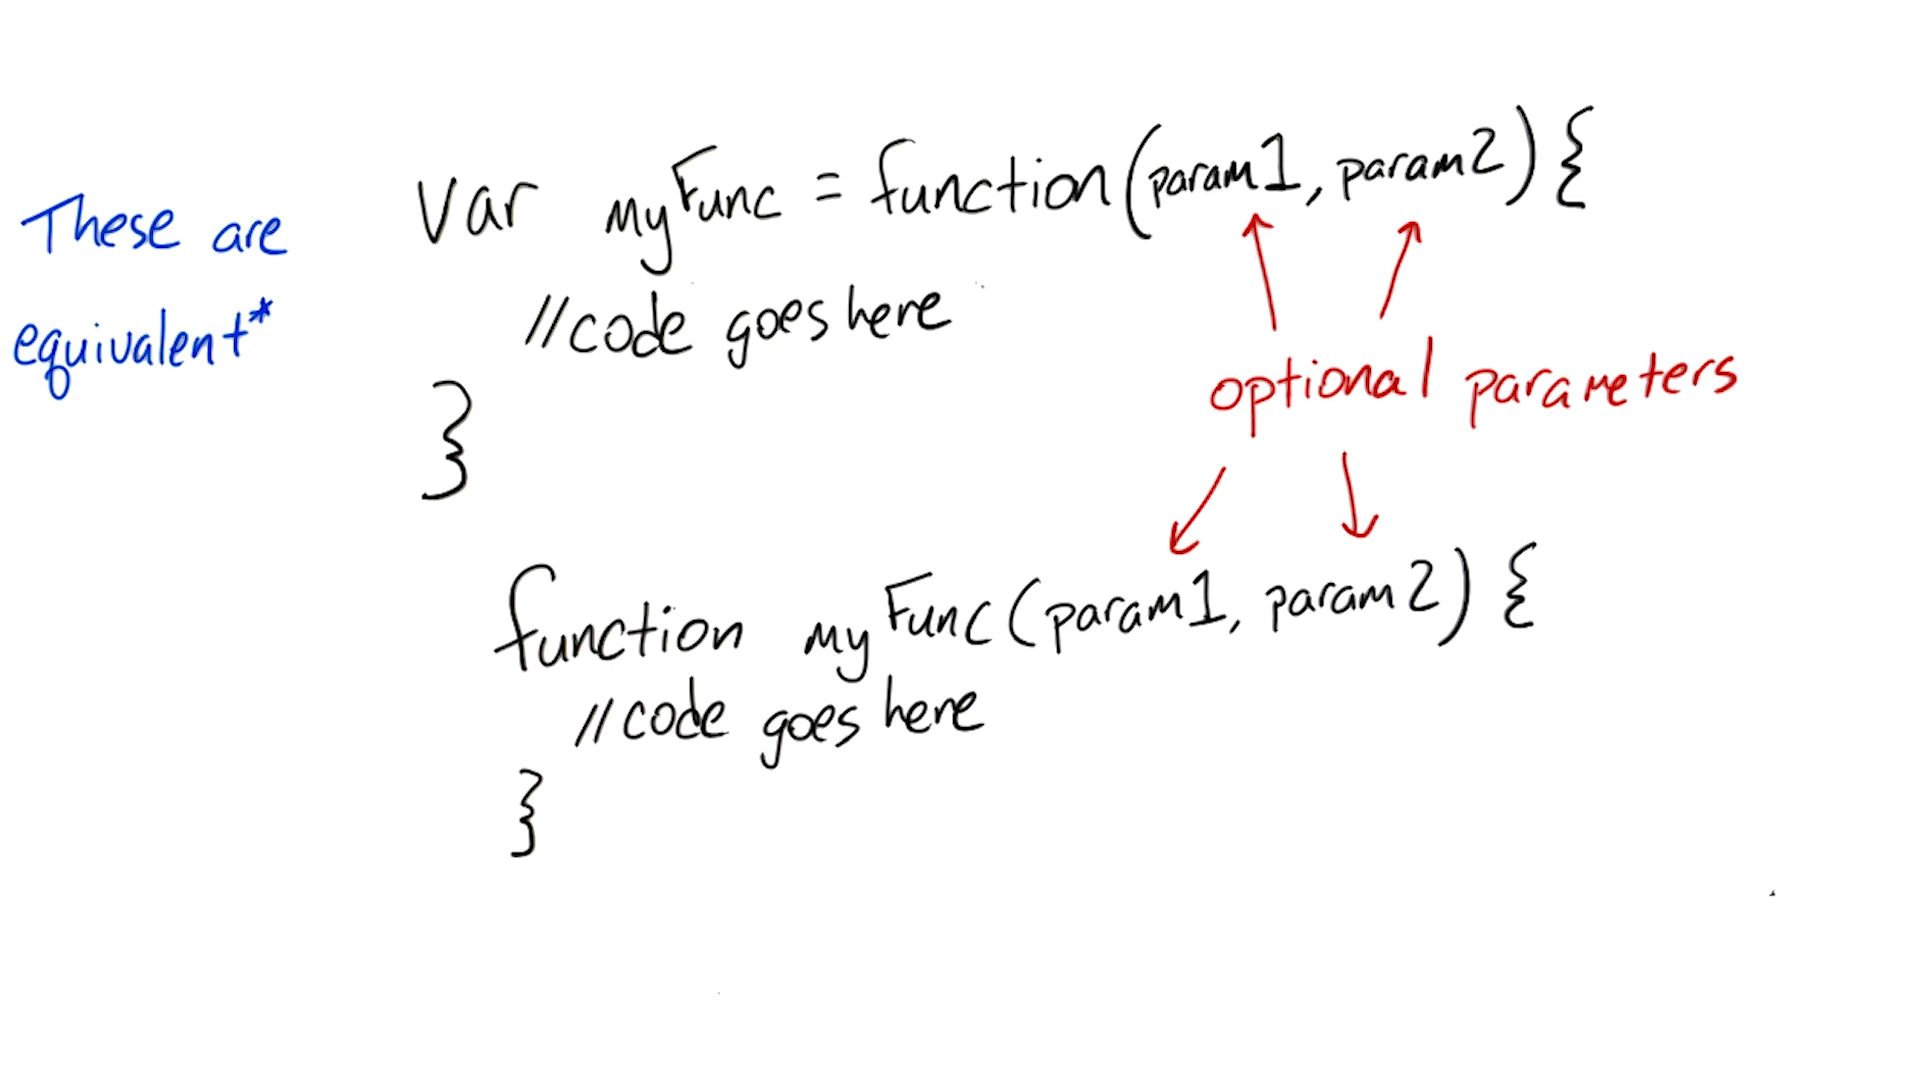 These are
equivalent*
var myFunc = function(param1, param2){
//code goes here
}
optional parameters
function myFunc(param1, param2) {
//code goes here
}